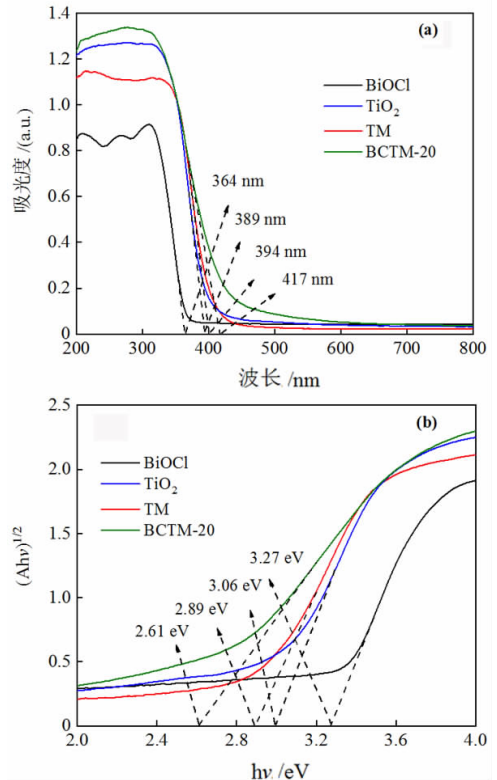 (a)
1.4
1.2
1.0
0.8
0.6
0.4
0.2
0
吸光度 /(a.u.)
BiOCl
TiO₂
TM
BCTM-20
364 nm
389 nm
394 nm
417 nm
200 300 400 500 600 700 800
波长 /nm
(b)
2.5
2.0
1.5
1.0
0.5
0
(Ahν)^1/2
BiOCl
TiO₂
TM
BCTM-20
3.27 eV
3.06 eV
2.89 eV
2.61 eV
2.0 2.4 2.8 3.2 3.6 4.0
hν /eV